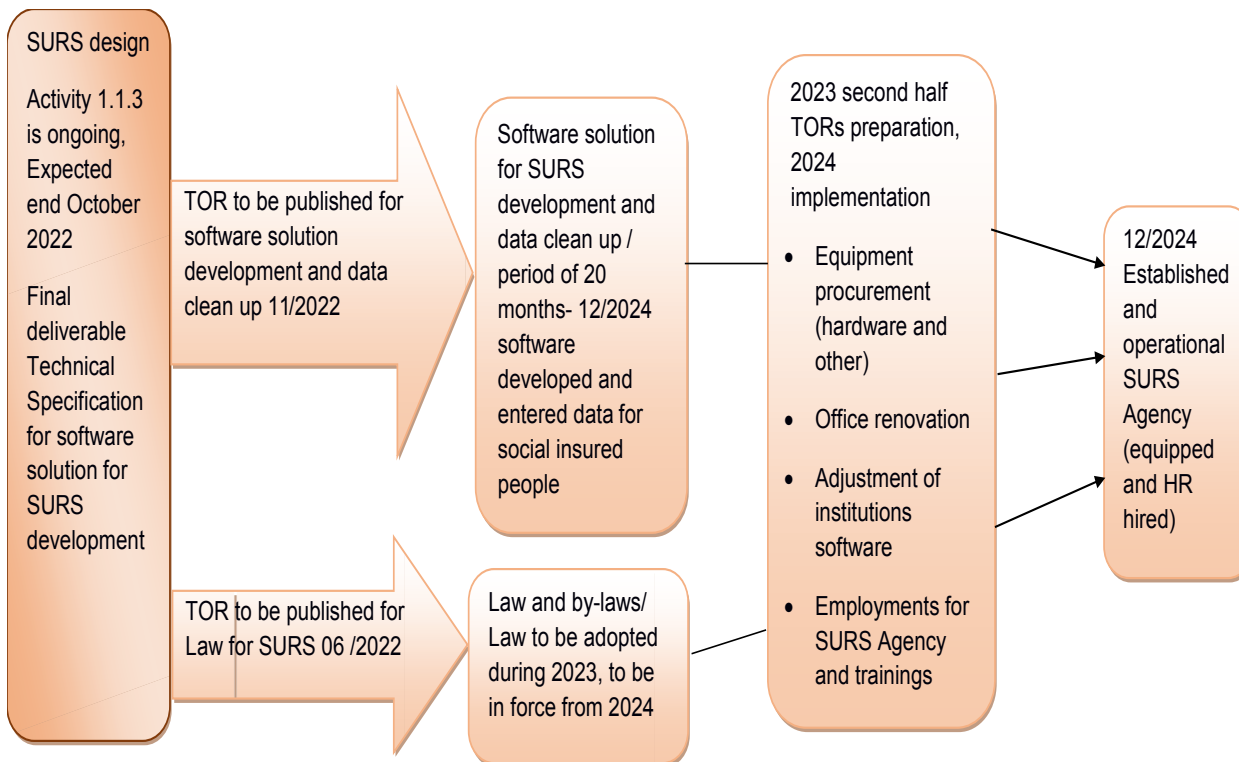 SURS design
Activity 1.1.3
is ongoing,
Expected
end October
2022
Final
deliverable
Technical
Specification
for software
solution for
SURS
development
TOR to be published for
software solution
development and data
clean up 11/2022
TOR to be published for
Law for SURS 06 /2022
Software solution
for SURS
development and
data clean up /
period of 20
months- 12/2024
software
developed and
entered data for
social insured
people
Law and by-laws/
Law to be adopted
during 2023, to be
in force from 2024
2023 second half
TORs preparation,
2024
implementation
• Equipment
procurement
(hardware and
other)
• Office renovation
• Adjustment of
institutions
software
• Employments for
SURS Agency
and trainings
12/2024
Established
and
operational
SURS
Agency
(equipped
and HR
hired)